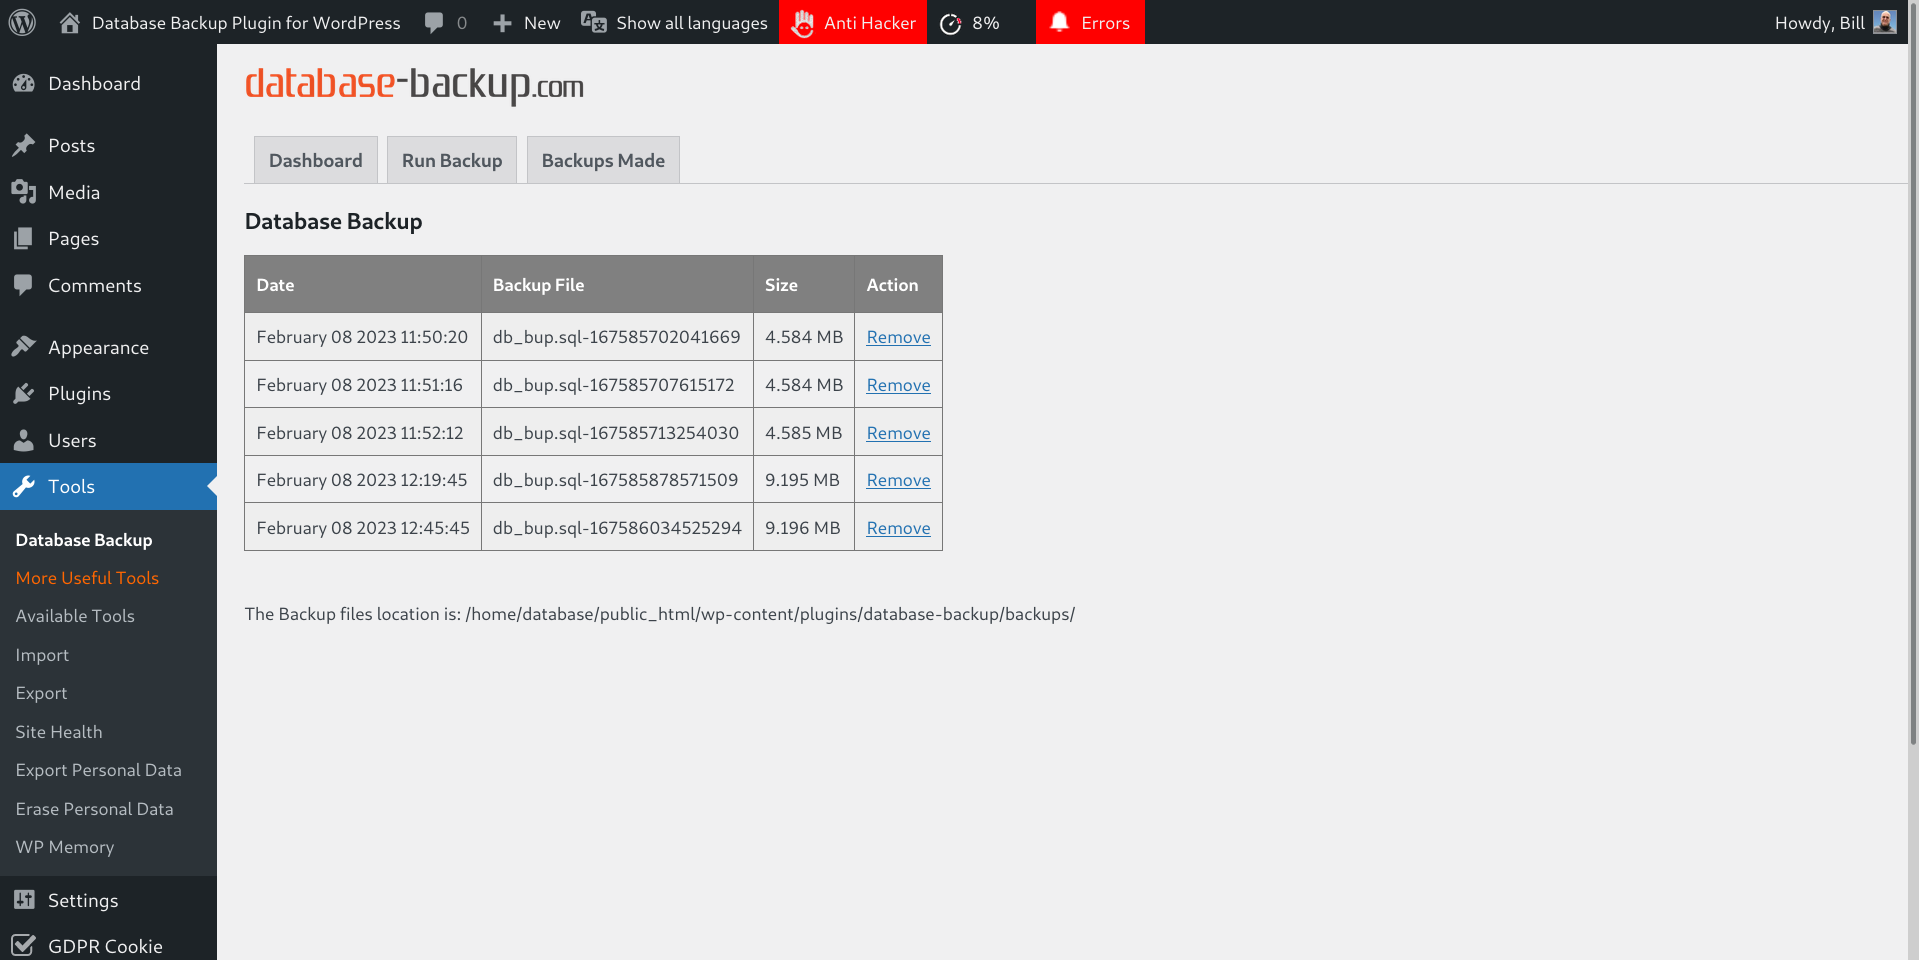 Database Backup Plugin for WordPress 0 New Show all languages Anti Hacker 8% Errors Howdy, Bill
Dashboard
Posts
Media
Pages
Comments
Appearance
Plugins
Users
Tools
Database Backup
More Useful Tools
Available Tools
Import
Export
Site Health
Export Personal Data
Erase Personal Data
WP Memory
Settings
GDPR Cookie
database-backup.com
Dashboard Run Backup Backups Made
Database Backup
Date Backup File Size Action
February 08 2023 11:50:20 db_bup.sql-167585702041669 4.584 MB Remove
February 08 2023 11:51:16 db_bup.sql-167585707615172 4.584 MB Remove
February 08 2023 11:52:12 db_bup.sql-167585713254030 4.585 MB Remove
February 08 2023 12:19:45 db_bup.sql-167585878571509 9.195 MB Remove
February 08 2023 12:45:45 db_bup.sql-167586034525294 9.196 MB Remove
The Backup files location is: /home/database/public_html/wp-content/plugins/database-backup/backups/